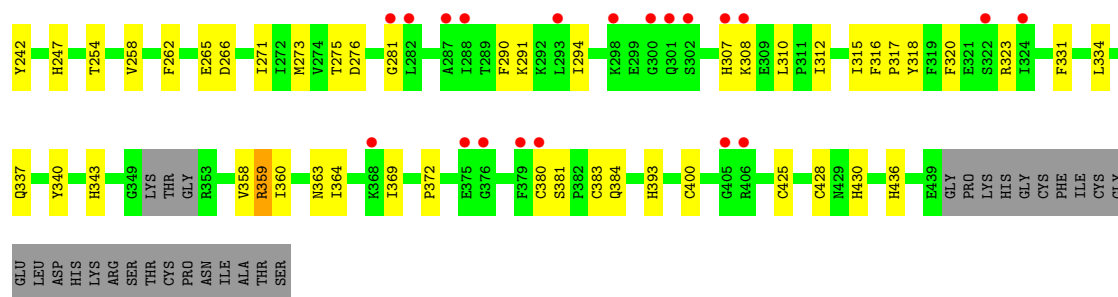 Y242 H247 T254 V258 F262 E265 D266 I271 I272 M273 V274 T275 D276 G281 L282 A287 I288 T289 F290 K291 K292 L293 I294 K298 E299 G300 Q301 S302 H307 K308 E309 L310 P311 I312 I315 F316 P317 Y318 F319 F320 E321 S322 R323 I324 F331 L334
Q337 Y340 H343 G349 LYS THR GLY R353 V358 R359 I360 N363 I364 K368 I369 P372 E375 G376 F379 C380 S381 P382 C383 Q384 H393 C400 G405 R406 C425 C428 N429 H430 H436 E439 GLY PRO LYS HIS GLY CYS PHE ILE CYS
GLU LEU ASP HIS LYS ARG SER THR CYS PRO ASN ILE ALA THR SER